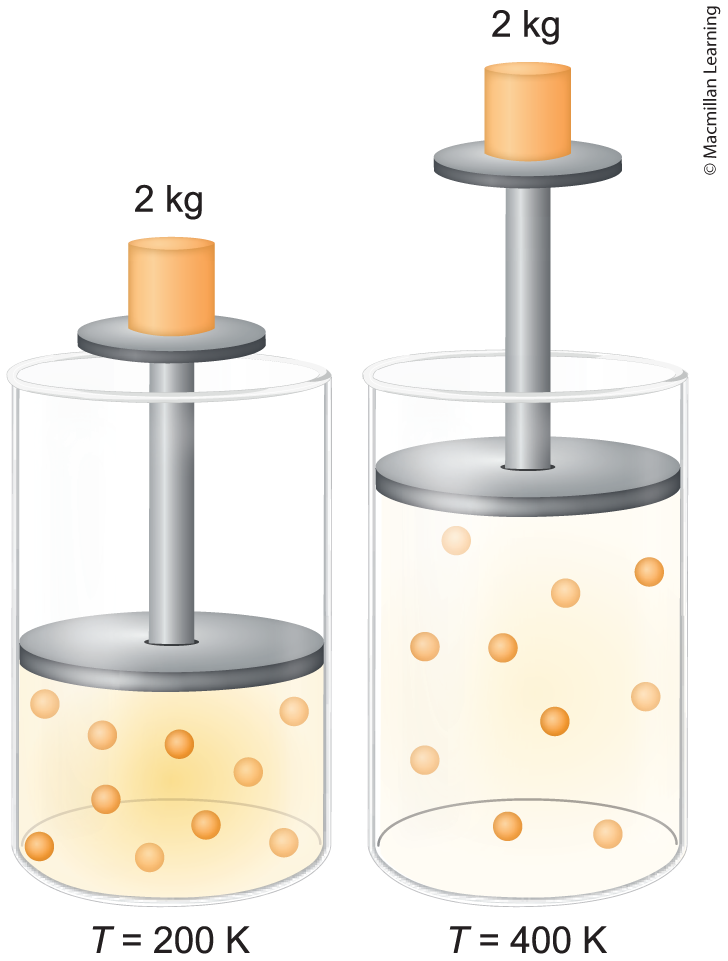 2 kg
2 kg
T = 200 K
T = 400 K
© Macmillan Learning